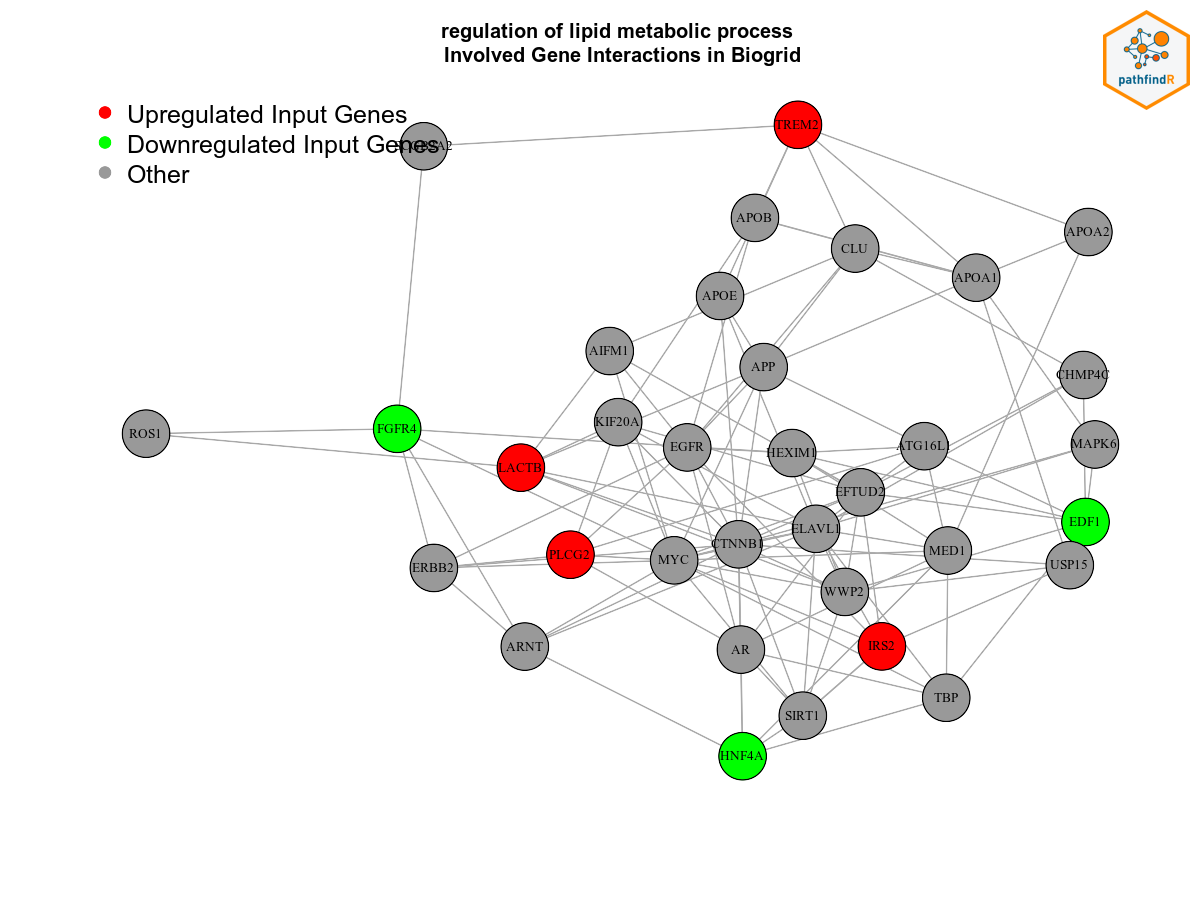 regulation of lipid metabolic process
Involved Gene Interactions in Biogrid
pathfindR
Upregulated Input Genes
Downregulated Input Genes
Other
TREM2
APOB
APOA2
CLU
APOA1
APOE
AIFM1
APP
CHMP4C
KIF20A
ROS1
FGFR4
EGFR
HEXIM1
ATG16L1
MAPK6
LACTB
EFTUD2
EDF1
ELAVL1
CTNNB1
PLCG2
MYC
MED1
USP15
ERBB2
WWP2
ARNT
AR
IRS2
TBP
SIRT1
HNF4A